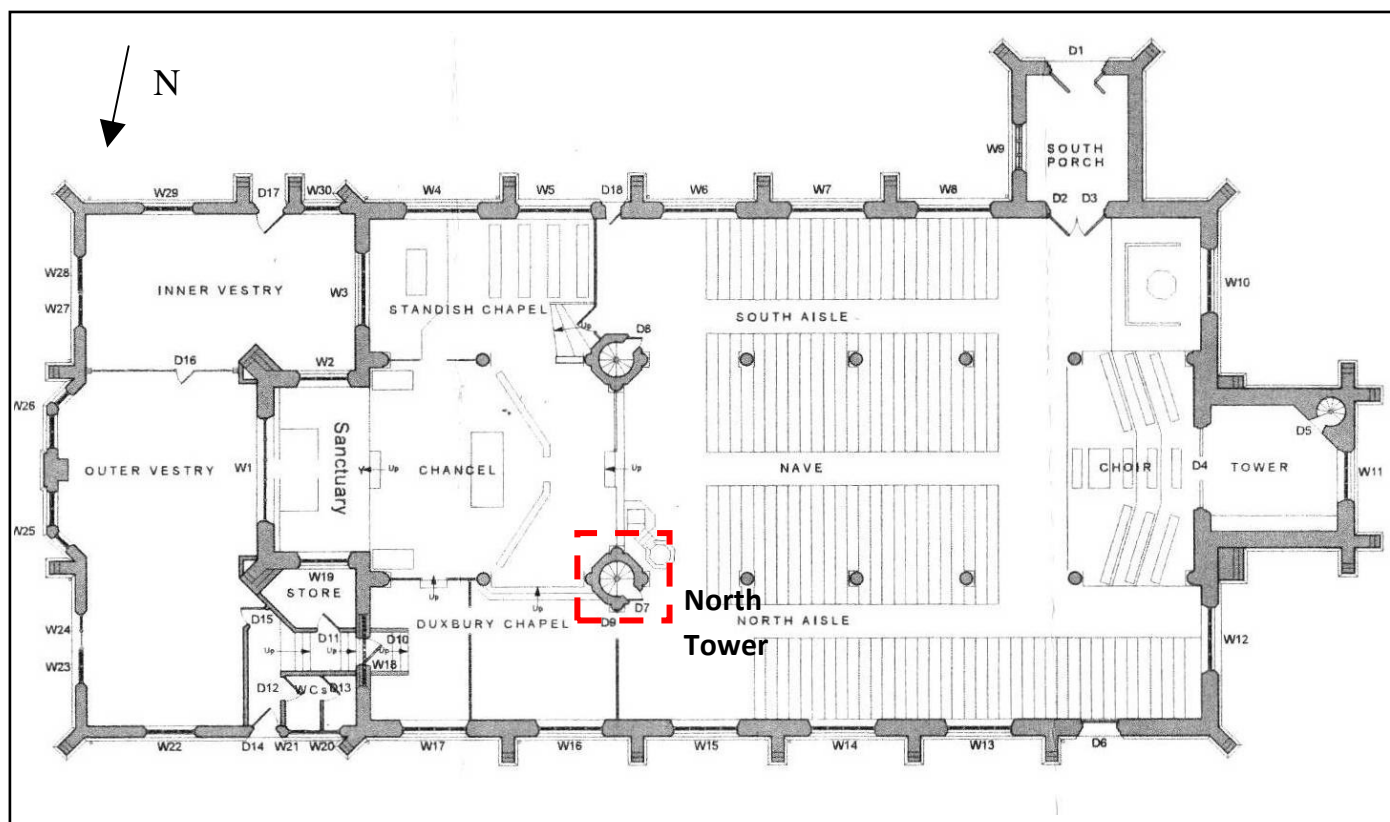 N
D1
W9
SOUTH
PORCH
W29
D17
W30
W4
W5
D18
W6
W7
W8
D2
D3
W28
W27
INNER VESTRY
W3
STANDISH CHAPEL
Up
D8
SOUTH AISLE
W10
D16
W2
W26
OUTER VESTRY
W1
Sanctuary
Up
CHANCEL
Up
NAVE
CHOIR
D4
TOWER
D5
W11
W25
W19
STORE
Up
Up
D7
North
Tower
DUXBURY CHAPEL
D9
NORTH AISLE
W24
W23
D15
D11
D10
Up
Up
Up
W18
W12
D12
WCs
D13
W22
D14
W21
W20
W17
W16
W15
W14
W13
D6